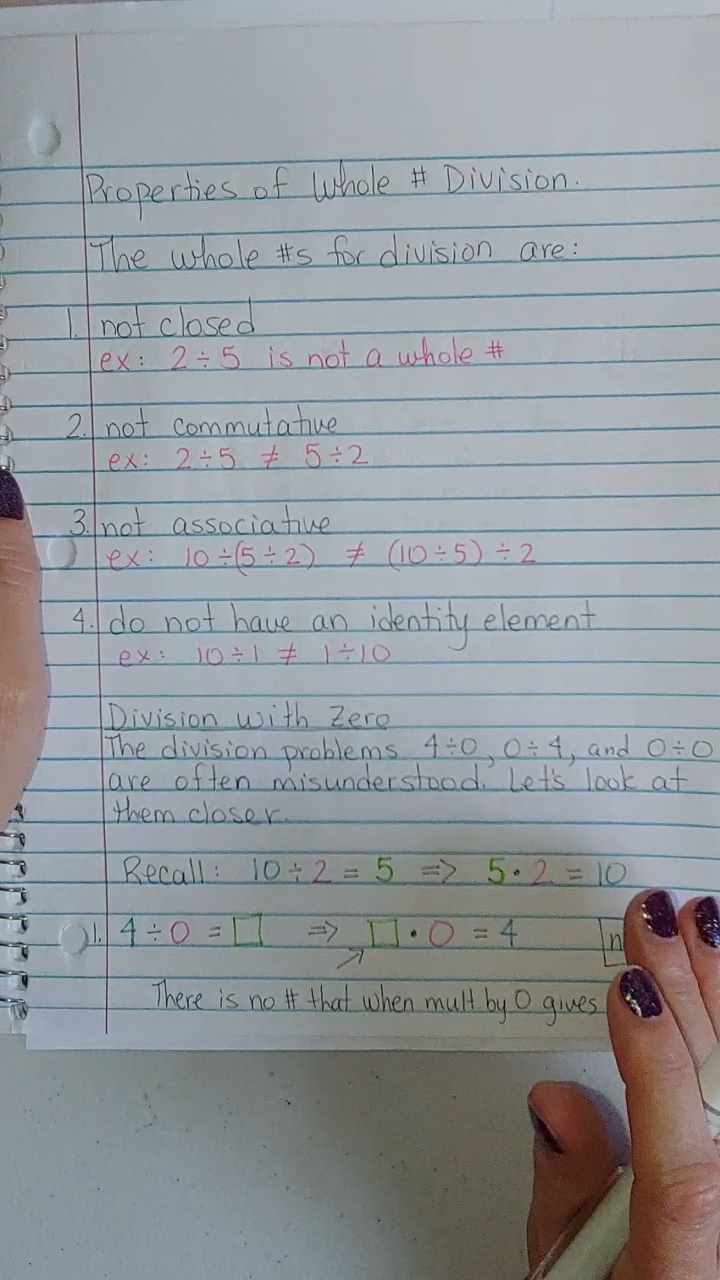 Properties of Whole # Division.
The whole #s for division are:
1. not closed
ex: 2÷5 is not a whole #
2. not commutative
ex: 2÷5 ≠ 5÷2
3. not associative
ex: 10÷(5÷2) ≠ (10÷5)÷2
4. do not have an identity element
ex: 10÷1 ≠ 1÷10
Division with Zero
The division problems 4÷0, 0÷4, and 0÷0
are often misunderstood. Let's look at
them closer.
Recall: 10÷2 = 5 => 5·2 = 10
1. 4÷0 = □ => □·0 = 4
There is no # that when mult by 0 gives